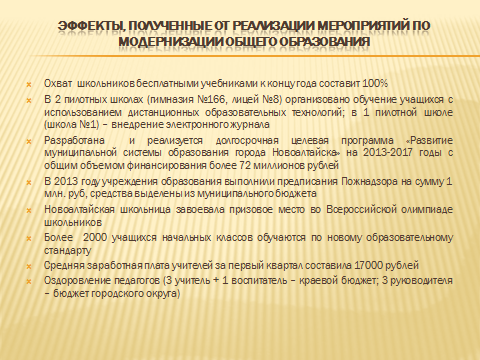 ЭФФЕКТЫ, ПОЛУЧЕННЫЕ ОТ РЕАЛИЗАЦИИ МЕРОПРИЯТИЙ ПО
МОДЕРНИЗАЦИИ ОБЩЕГО ОБРАЗОВАНИЯ
Охват школьников бесплатными учебниками к концу года составит 100%
В 2 пилотных школах (гимназия №166, лицей №8) организовано обучение учащихся с
использованием дистанционных образовательных технологий; в 1 пилотной школе
(школа №1) – внедрение электронного журнала
Разработана и реализуется долгосрочная целевая программа «Развитие
муниципальной системы образования города Новоалтайска» на 2013-2017 годы с
общим объемом финансирования более 72 миллионов рублей
В 2013 году учреждения образования выполнили предписания Пожнадзора на сумму 1
млн. руб, средства выделены из муниципального бюджета
Новоалтайская школьница завоевала призовое место во Всероссийской олимпиаде
школьников
Более 2000 учащихся начальных классов обучаются по новому образовательному
стандарту
Средняя заработная плата учителей за первый квартал составила 17000 рублей
Оздоровление педагогов (3 учитель + 1 воспитатель – краевой бюджет; 3 руководителя
– бюджет городского округа)